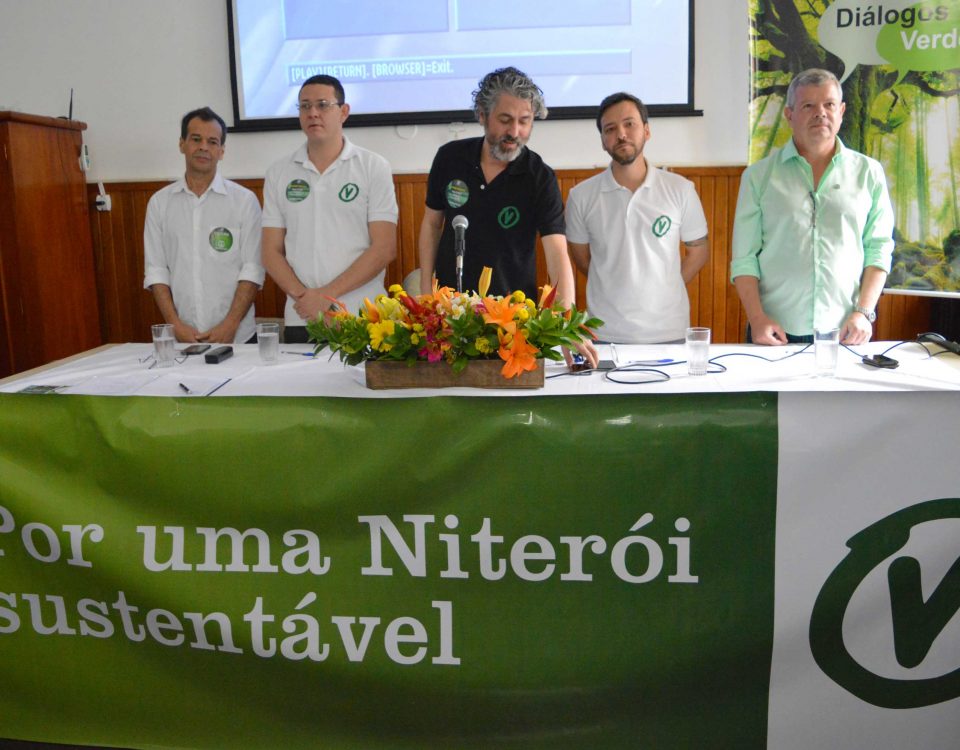 [PLAY]/[RETURN]. [BROWSER]=Exit.
Diálogos
Verde
Por uma Niterói
sustentável
V
V
V
V